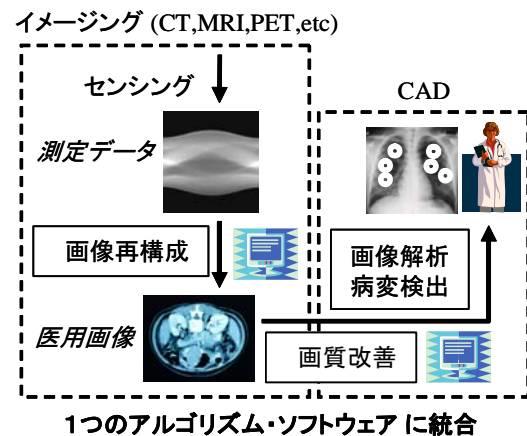 イメージング (CT,MRI,PET,etc)
センシング
CAD
測定データ
画像再構成
画像解析
病変検出
医用画像
画質改善
1つのアルゴリズム・ソフトウェア に統合